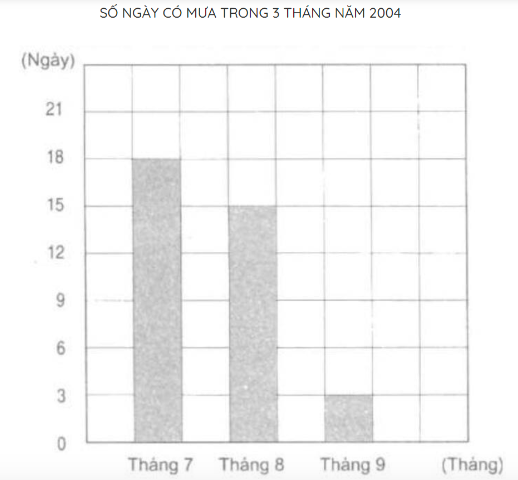 SỐ NGÀY CÓ MƯA TRONG 3 THÁNG NĂM 2004
(Ngày)
21
18
15
12
9
6
3
0
Tháng 7 Tháng 8 Tháng 9 (Tháng)